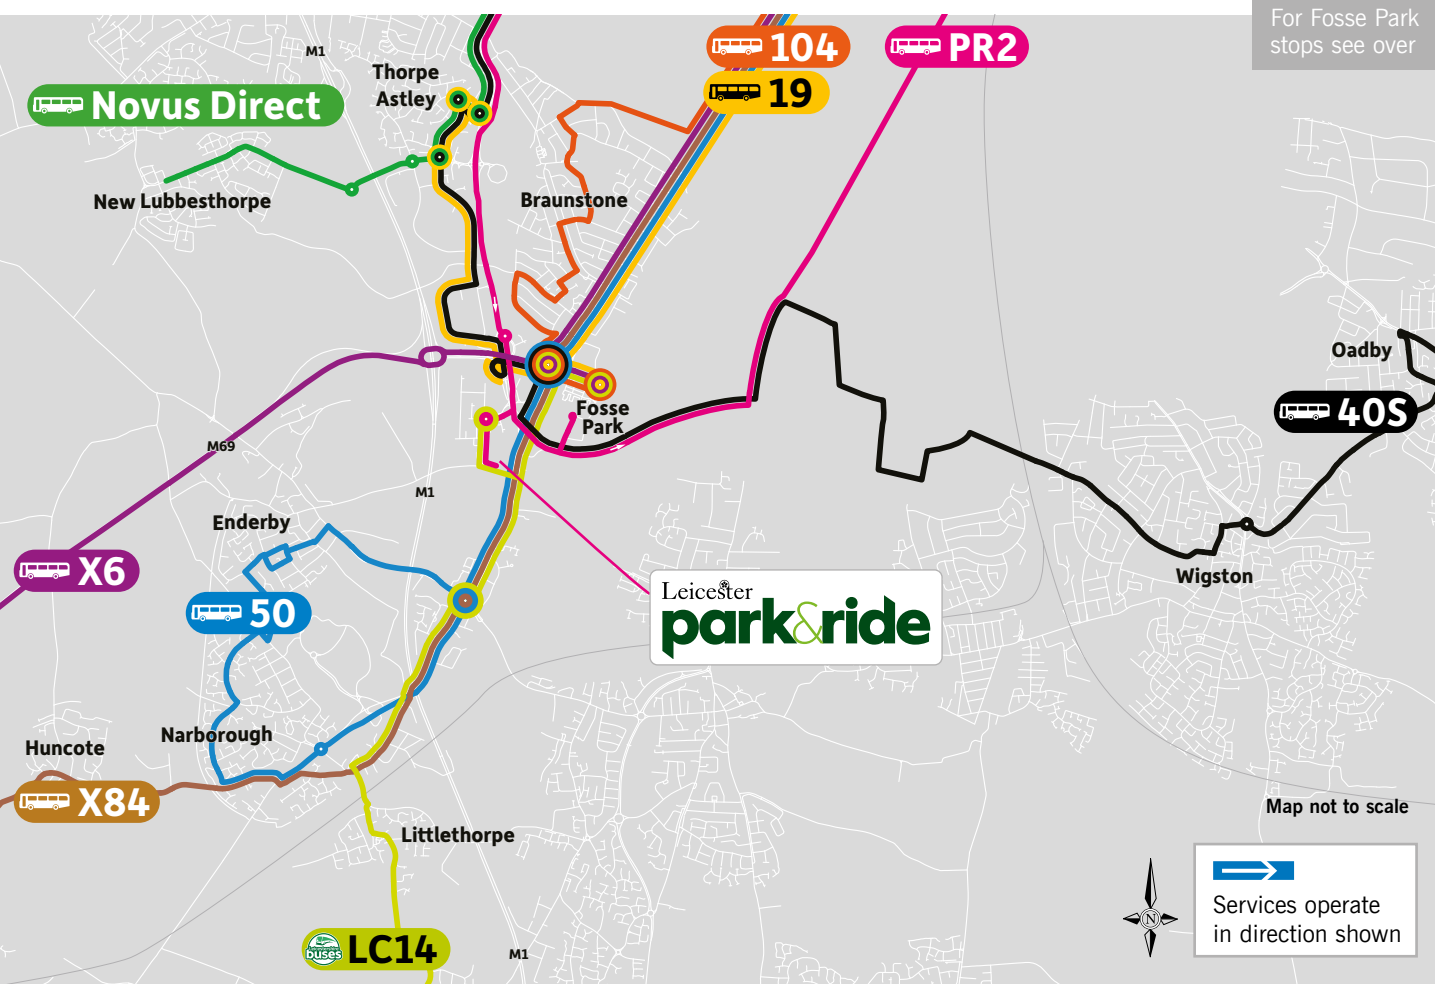 For Fosse Park
stops see over
104
PR2
19
M1
Thorpe
Astley
Novus Direct
New Lubbesthorpe
Braunstone
Oadby
40S
Fosse
Park
M69
M1
Enderby
X6
50
Wigston
Leicester
park&ride
Narborough
Huncote
X84
Map not to scale
Littlethorpe
Services operate
in direction shown
N
buses
LC14
M1